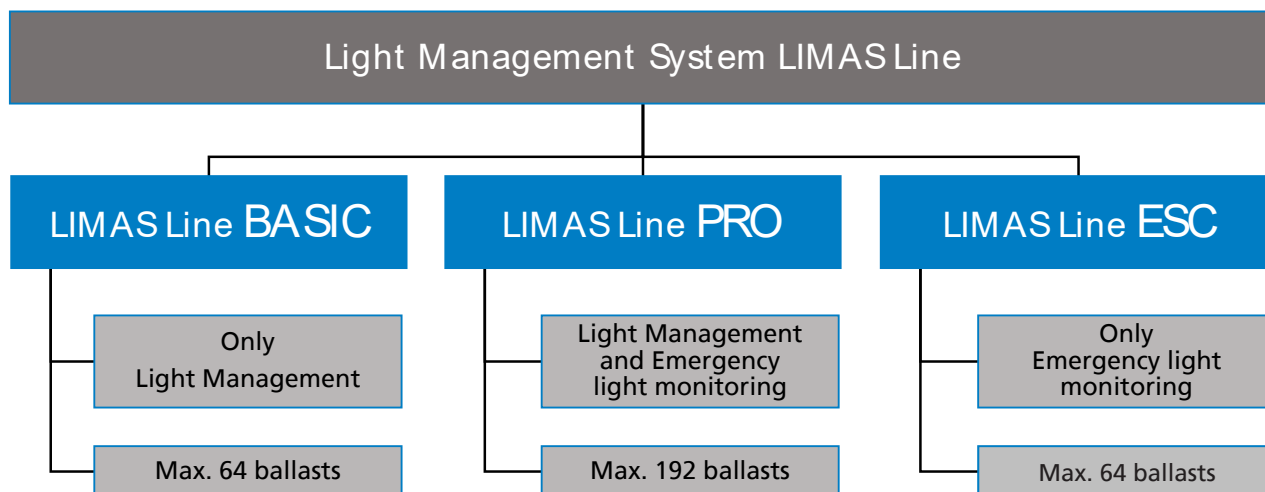 Light Management System LIMAS Line
LIMAS Line BASIC
LIMAS Line PRO
LIMAS Line ESC
Only
Light Management
Light Management
and Emergency
light monitoring
Only
Emergency light
monitoring
Max. 64 ballasts
Max. 192 ballasts
Max. 64 ballasts